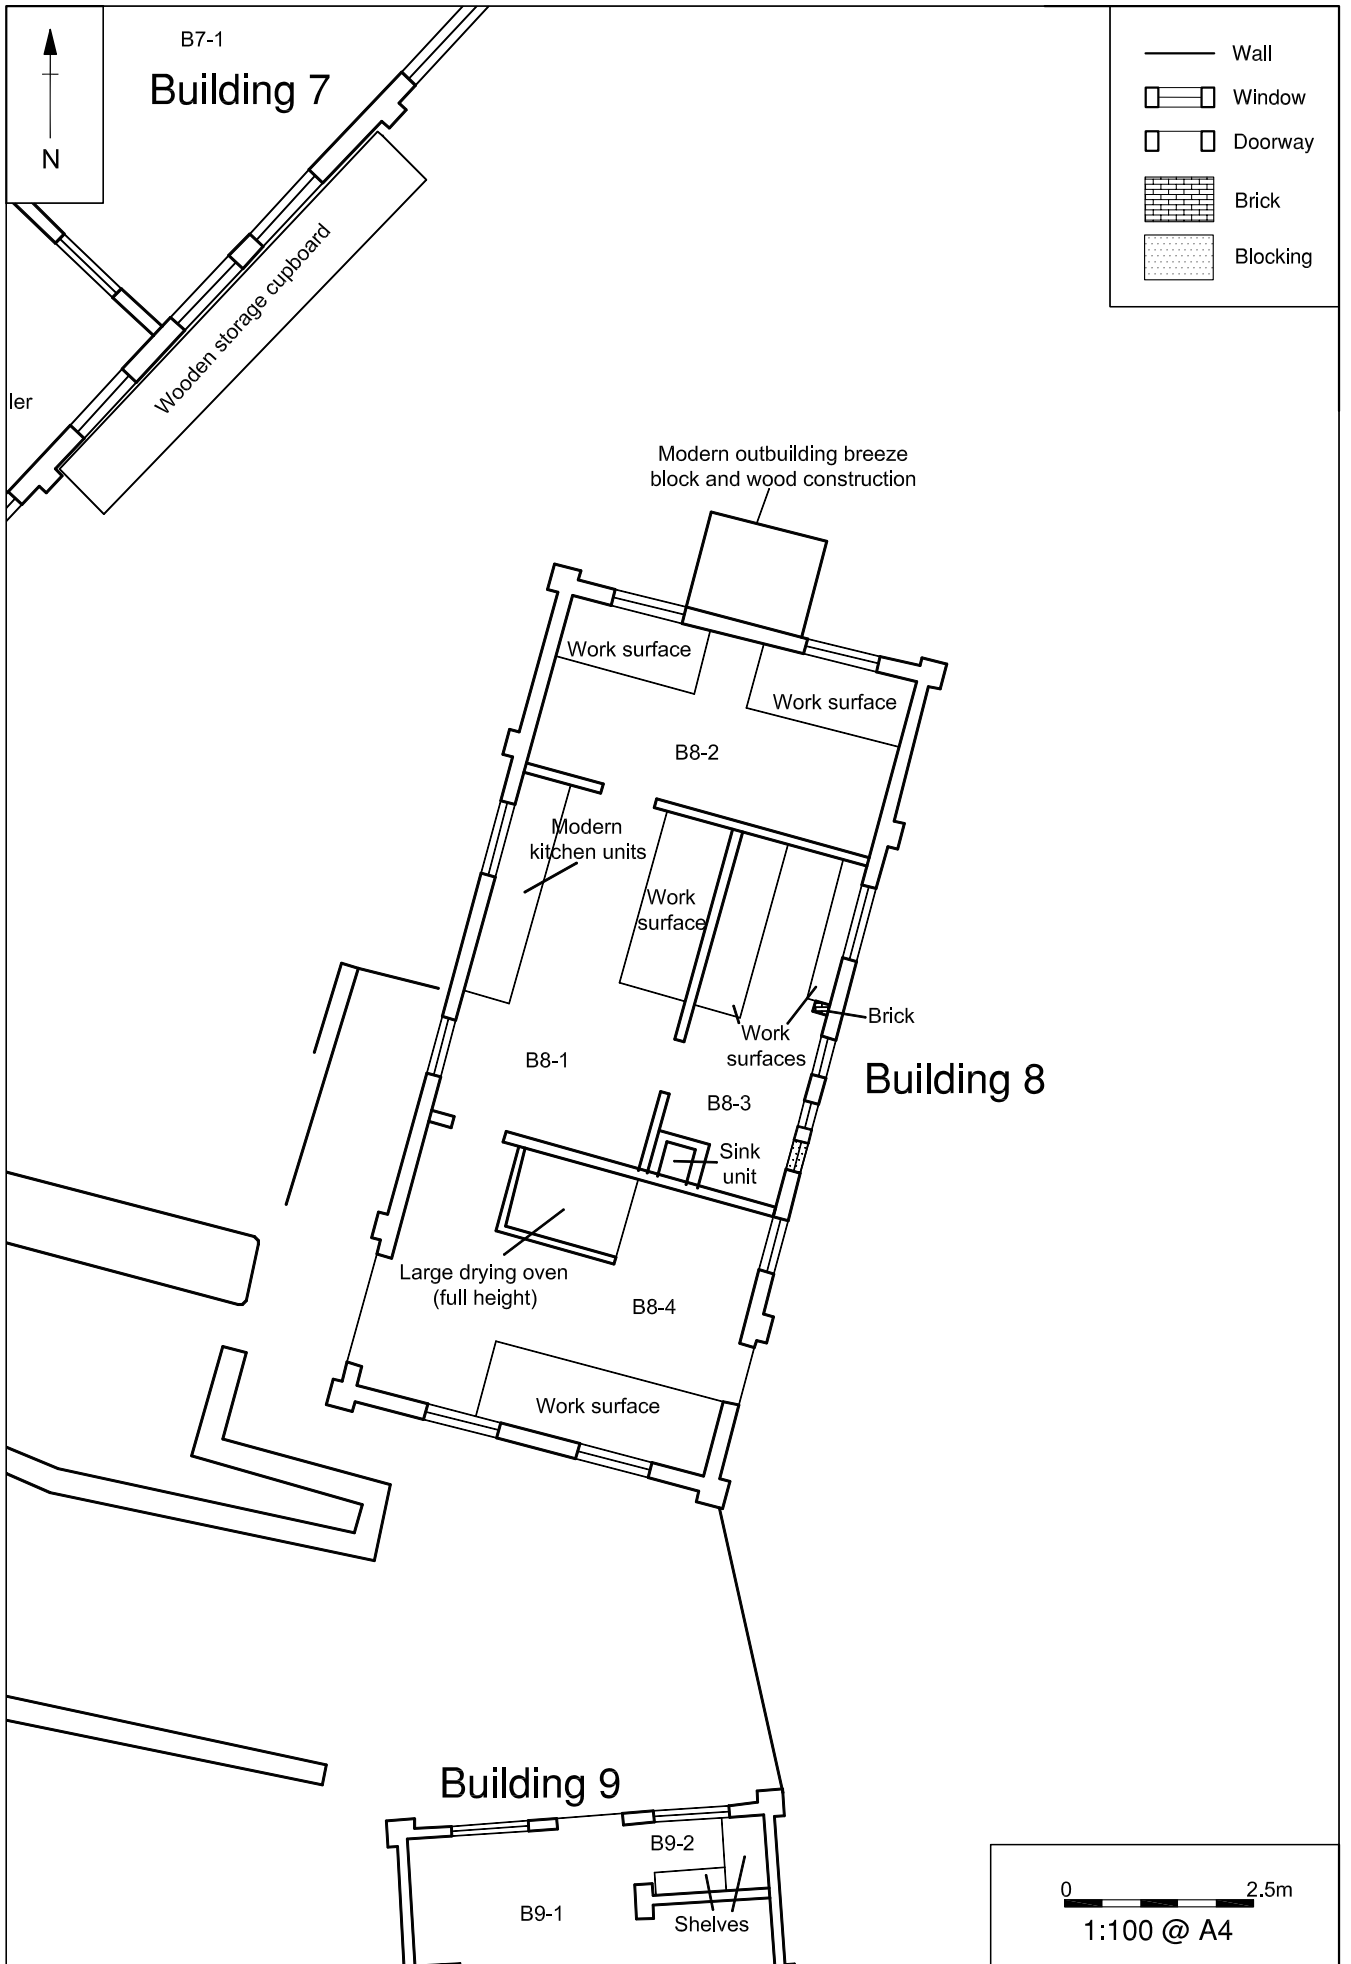 B7-1
Building 7
N
Wall
Window
Doorway
Brick
Blocking
Wooden storage cupboard
ler
Modern outbuilding breeze
block and wood construction
Work surface
Work surface
B8-2
Modern
kitchen units
Work
surface
Brick
Work
surfaces
B8-1
Building 8
B8-3
Sink
unit
Large drying oven
(full height)
B8-4
Work surface
Building 9
B9-2
B9-1
Shelves
0 2.5m
1:100 @ A4